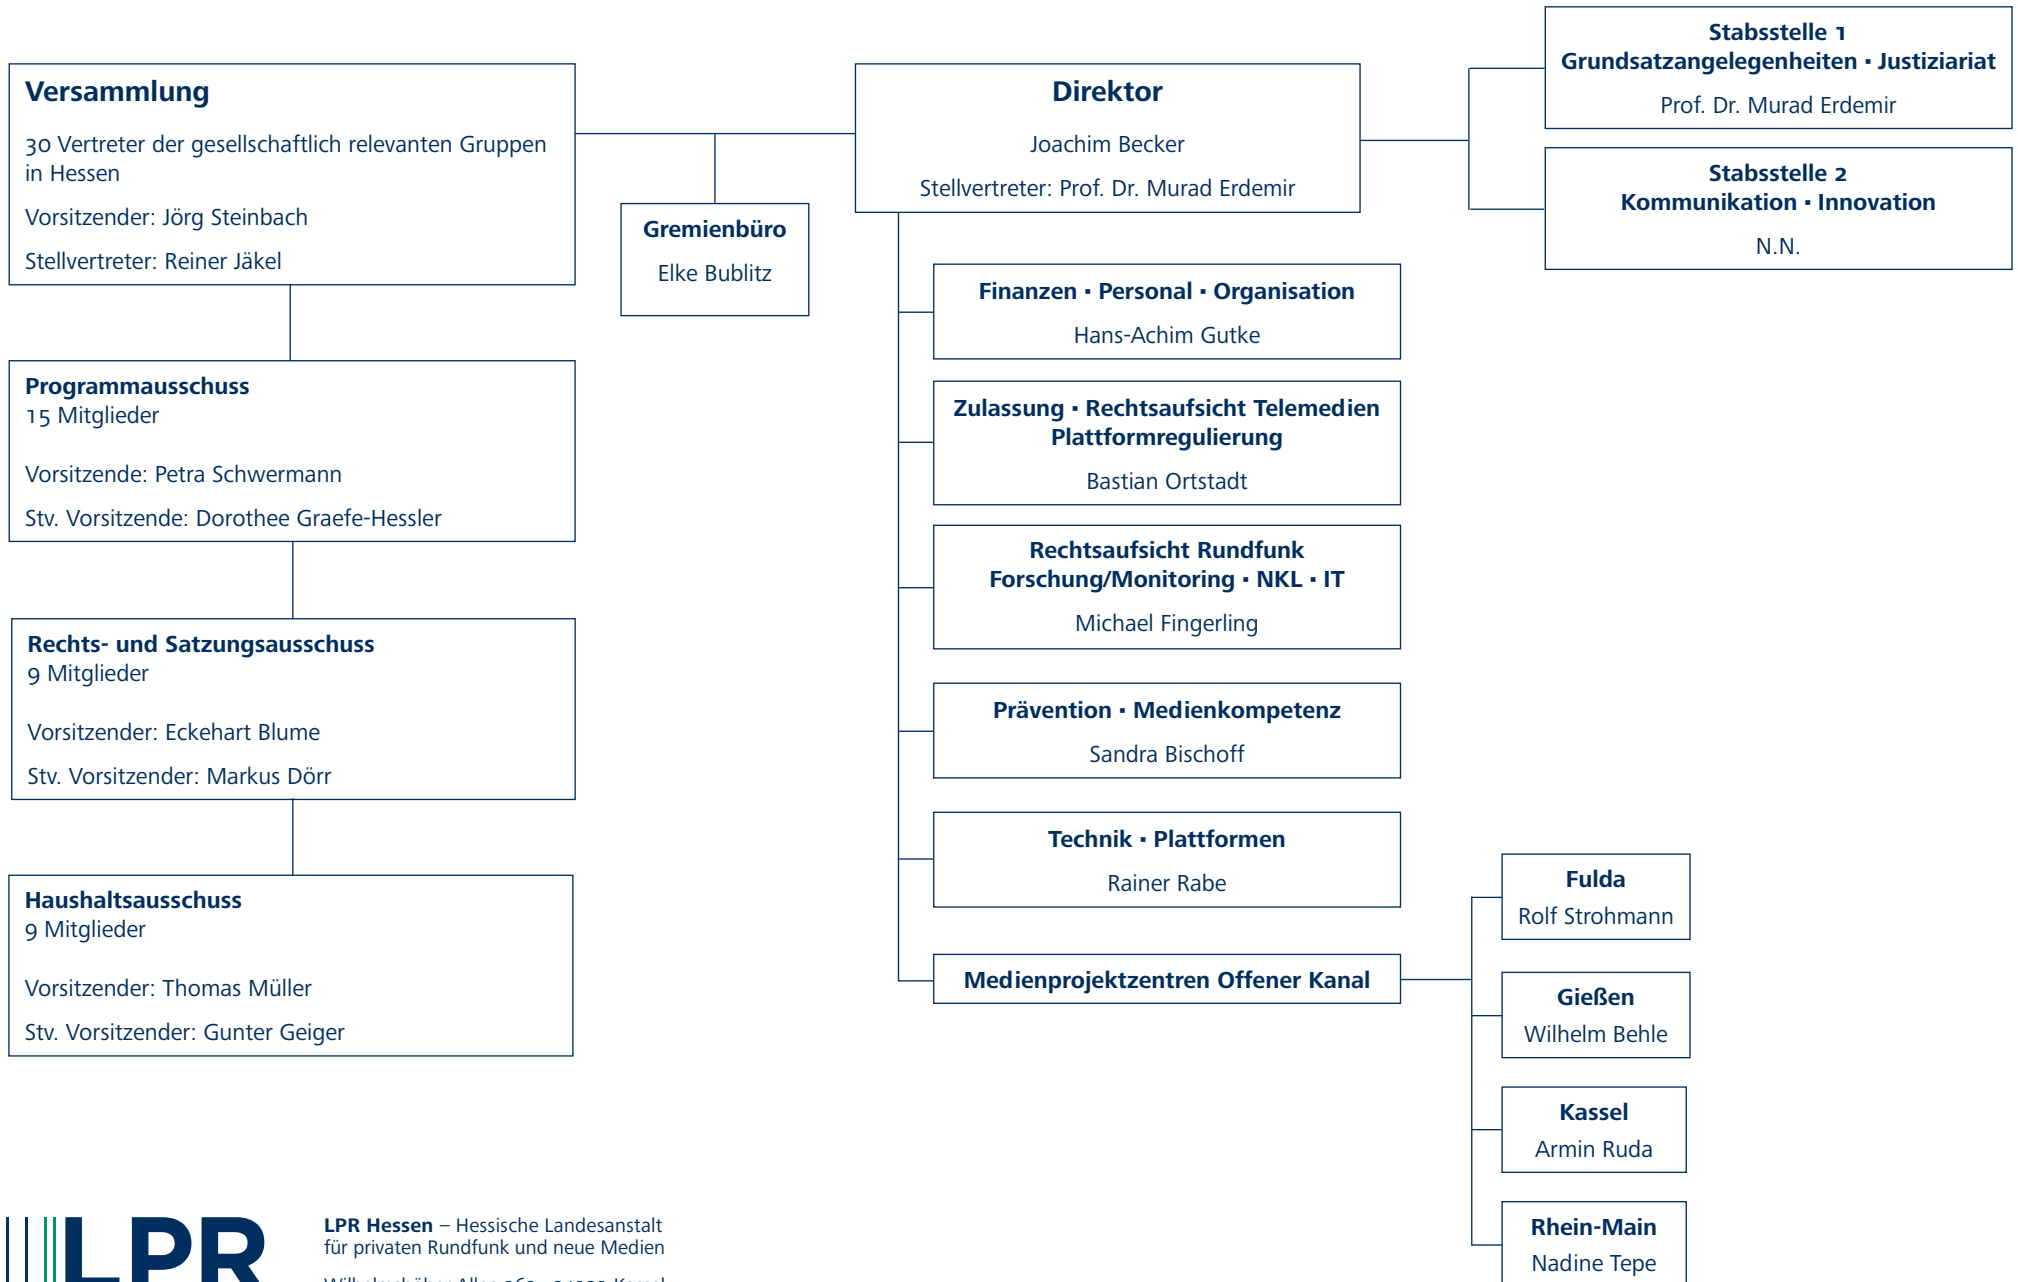 Versammlung
30 Vertreter der gesellschaftlich relevanten Gruppen
in Hessen
Vorsitzender: Jörg Steinbach
Stellvertreter: Reiner Jäkel
Programmausschuss
15 Mitglieder
Vorsitzende: Petra Schwermann
Stv. Vorsitzende: Dorothee Graefe-Hessler
Rechts- und Satzungsausschuss
9 Mitglieder
Vorsitzender: Eckehart Blume
Stv. Vorsitzender: Markus Dörr
Haushaltsausschuss
9 Mitglieder
Vorsitzender: Thomas Müller
Stv. Vorsitzender: Gunter Geiger
Gremienbüro
Elke Bublitz
Direktor
Joachim Becker
Stellvertreter: Prof. Dr. Murad Erdemir
Stabsstelle 1
Grundsatzangelegenheiten ▪ Justiziariat
Prof. Dr. Murad Erdemir
Stabsstelle 2
Kommunikation ▪ Innovation
N.N.
Finanzen ▪ Personal ▪ Organisation
Hans-Achim Gutke
Zulassung ▪ Rechtsaufsicht Telemedien
Plattformregulierung
Bastian Ortstadt
Rechtsaufsicht Rundfunk
Forschung/Monitoring ▪ NKL ▪ IT
Michael Fingerling
Prävention ▪ Medienkompetenz
Sandra Bischoff
Technik ▪ Plattformen
Rainer Rabe
Medienprojektzentren Offener Kanal
Fulda
Rolf Strohmann
Gießen
Wilhelm Behle
Kassel
Armin Ruda
Rhein-Main
Nadine Tepe
LPR
LPR Hessen – Hessische Landesanstalt
für privaten Rundfunk und neue Medien
Kassel